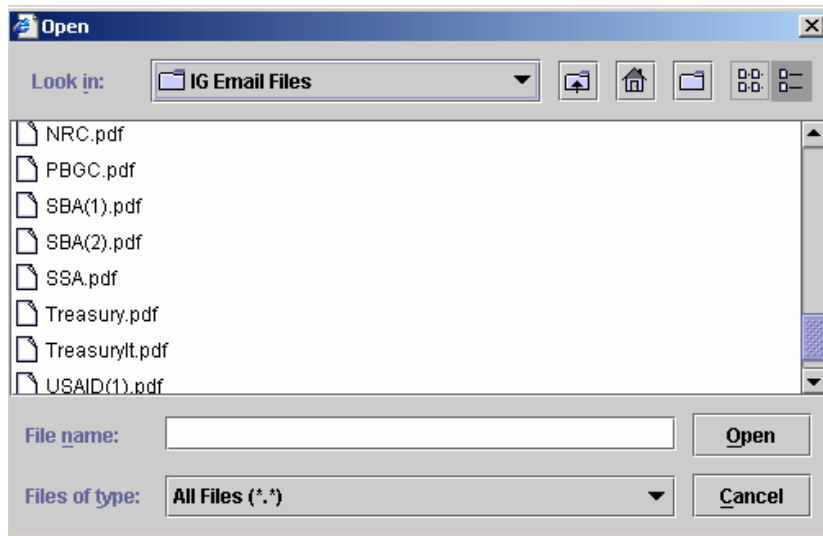 Open
Look in: IG Email Files
NRC.pdf
PBGC.pdf
SBA(1).pdf
SBA(2).pdf
SSA.pdf
Treasury.pdf
Treasurylt.pdf
USAID(1).pdf
File name: Open
Files of type: All Files (*.*) Cancel